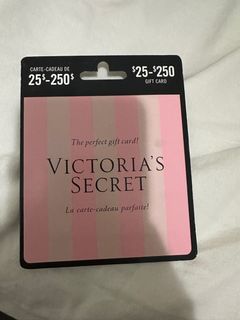 CARTE-CADEAU DE
25$-250$
$25-$250
GIFT CARD
The perfect gift card!
VICTORIA'S
SECRET
La carte-cadeau parfaite!